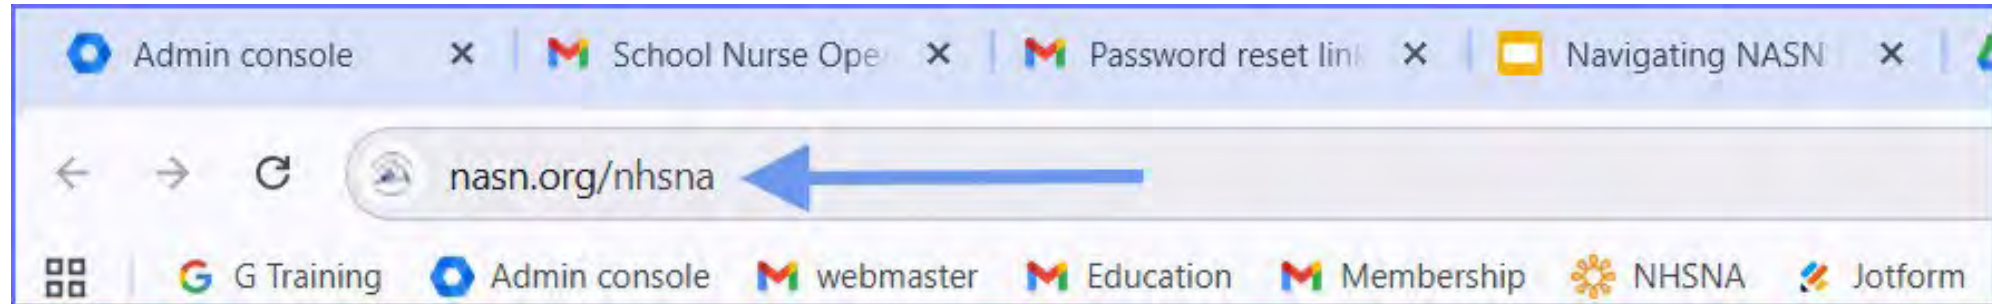 Admin console School Nurse Ope Password reset lin Navigating NASN
nasn.org/nhsna
G Training Admin console webmaster Education Membership NHSNA Jotform